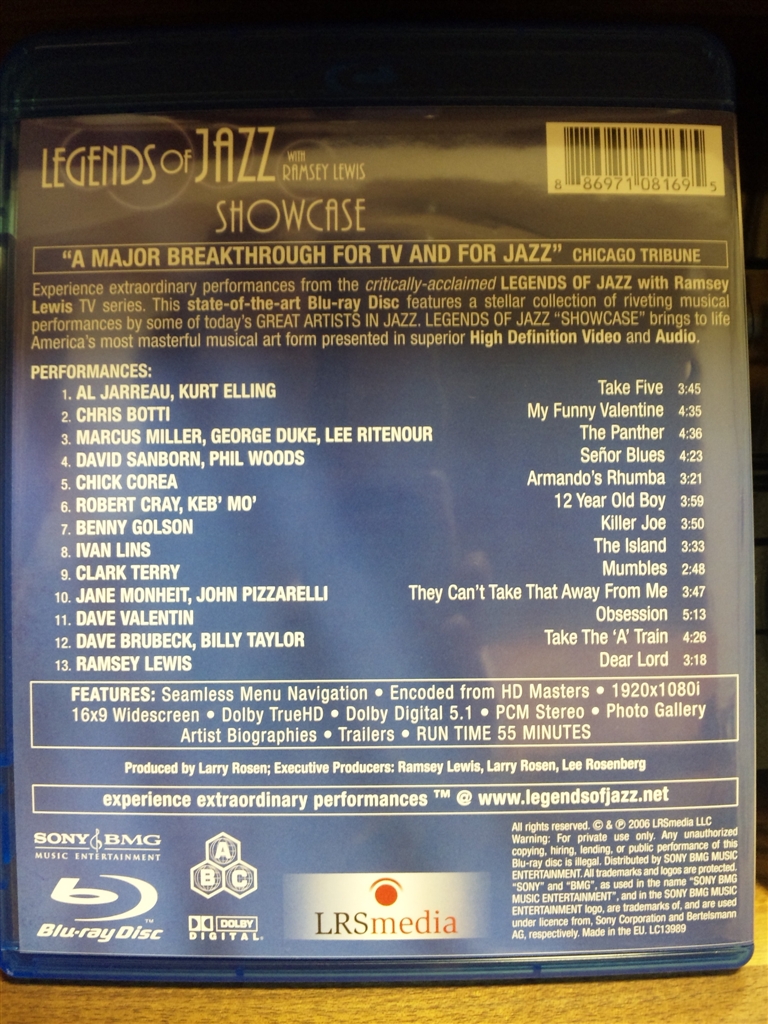 LEGENDS OF JAZZ WITH RAMSEY LEWIS
SHOWCASE
8 86971 08169 5
“A MAJOR BREAKTHROUGH FOR TV AND FOR JAZZ” CHICAGO TRIBUNE
Experience extraordinary performances from the critically-acclaimed LEGENDS OF JAZZ with Ramsey
Lewis TV series. This state-of-the-art Blu-ray Disc features a stellar collection of riveting musical
performances by some of today's GREAT ARTISTS IN JAZZ. LEGENDS OF JAZZ “SHOWCASE” brings to life
America's most masterful musical art form presented in superior High Definition Video and Audio.
PERFORMANCES:
1. AL JARREAU, KURT ELLING Take Five 3:45
2. CHRIS BOTTI My Funny Valentine 4:35
3. MARCUS MILLER, GEORGE DUKE, LEE RITENOUR The Panther 4:36
4. DAVID SANBORN, PHIL WOODS Señor Blues 4:23
5. CHICK COREA Armando's Rhumba 3:21
6. ROBERT CRAY, KEB' MO' 12 Year Old Boy 3:59
7. BENNY GOLSON Killer Joe 3:50
8. IVAN LINS The Island 3:33
9. CLARK TERRY Mumbles 2:48
10. JANE MONHEIT, JOHN PIZZARELLI They Can't Take That Away From Me 3:47
11. DAVE VALENTIN Obsession 5:13
12. DAVE BRUBECK, BILLY TAYLOR Take The 'A' Train 4:26
13. RAMSEY LEWIS Dear Lord 3:18
FEATURES: Seamless Menu Navigation • Encoded from HD Masters • 1920x1080i
16x9 Widescreen • Dolby TrueHD • Dolby Digital 5.1 • PCM Stereo • Photo Gallery
Artist Biographies • Trailers • RUN TIME 55 MINUTES
Produced by Larry Rosen; Executive Producers: Ramsey Lewis, Larry Rosen, Lee Rosenberg
experience extraordinary performances ™ @ www.legendsofjazz.net
SONY BMG
MUSIC ENTERTAINMENT
Blu-ray Disc ™
A
B C
DOLBY
DIGITAL
LRSmedia
All rights reserved. © & ℗ 2006 LRSmedia LLC
Warning: For private use only. Any unauthorized
copying, hiring, lending, or public performance of this
Blu-ray disc is illegal. Distributed by SONY BMG MUSIC
ENTERTAINMENT. All trademarks and logos are protected.
“SONY” and “BMG”, as used in the name “SONY BMG
MUSIC ENTERTAINMENT”, and in the SONY BMG MUSIC
ENTERTAINMENT logo, are trademarks of, and are used
under licence from, Sony Corporation and Bertelsmann
AG, respectively. Made in the EU. LC13989